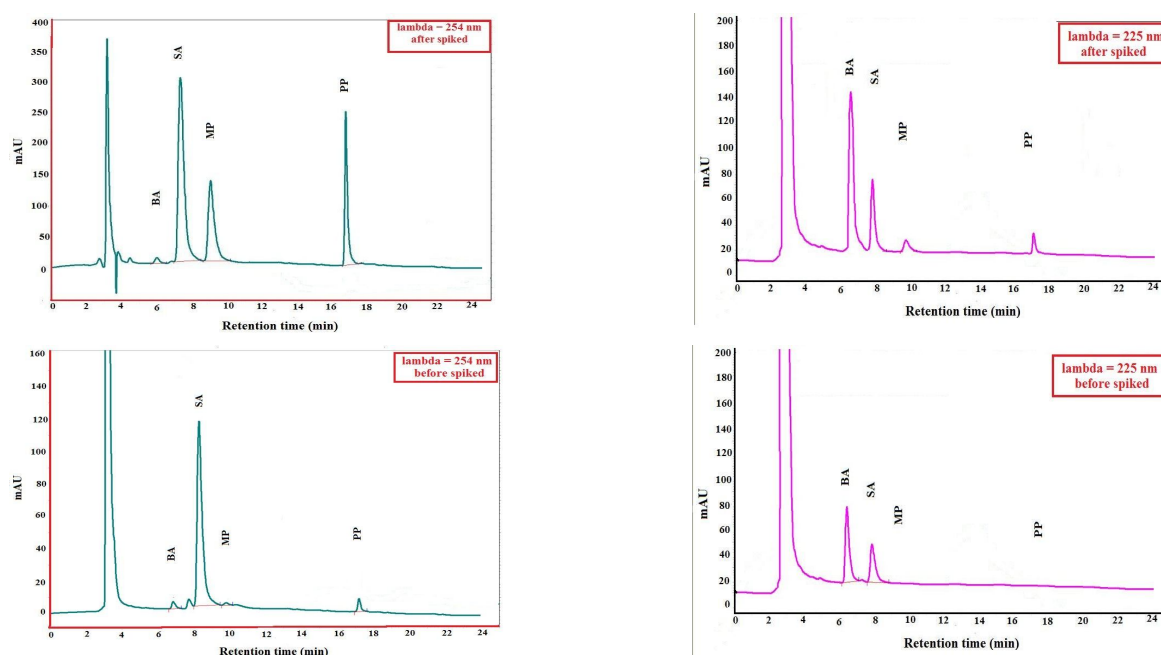 lambda = 254 nm
after spiked
400
350
300
250
200
150
100
50
0
mAU
BA
SA
MP
PP
0 2 4 6 8 10 12 14 16 18 20 22 24
Retention time (min)
lambda = 225 nm
after spiked
200
180
160
140
120
100
80
60
40
20
0
mAU
BA
SA
MP
PP
0 2 4 6 8 10 12 14 16 18 20 22 24
Retention time (min)
lambda = 254 nm
before spiked
160
140
120
100
80
60
40
20
0
mAU
BA
SA
MP
PP
0 2 4 6 8 10 12 14 16 18 20 22 24
Retention time (min)
lambda = 225 nm
before spiked
200
180
160
140
120
100
80
60
40
20
0
mAU
BA
SA
MP
PP
0 2 4 6 8 10 12 14 16 18 20 22 24
Retention time (min)